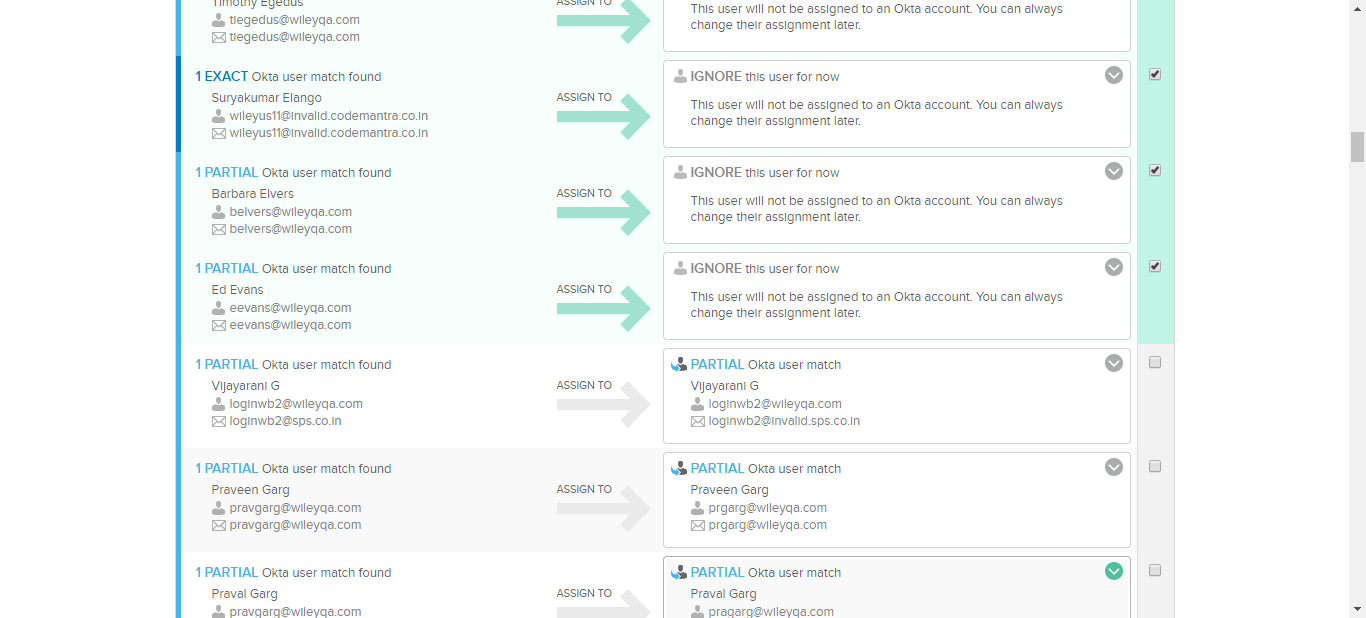 Timothy Egedus
tlegedus@wileyqa.com
tlegedus@wileyqa.com
ASSIGN TO
This user will not be assigned to an Okta account. You can always
change their assignment later.
1 EXACT Okta user match found
Suryakumar Elango
wileyus11@invalid.codemantra.co.in
wileyus11@invalid.codemantra.co.in
ASSIGN TO
IGNORE this user for now
This user will not be assigned to an Okta account. You can always
change their assignment later.
1 PARTIAL Okta user match found
Barbara Elvers
belvers@wileyqa.com
belvers@wileyqa.com
ASSIGN TO
IGNORE this user for now
This user will not be assigned to an Okta account. You can always
change their assignment later.
1 PARTIAL Okta user match found
Ed Evans
eevans@wileyqa.com
eevans@wileyqa.com
ASSIGN TO
IGNORE this user for now
This user will not be assigned to an Okta account. You can always
change their assignment later.
1 PARTIAL Okta user match found
Vijayarani G
loginwb2@wileyqa.com
loginwb2@sps.co.in
ASSIGN TO
PARTIAL Okta user match
Vijayarani G
loginwb2@wileyqa.com
loginwb2@invalid.sps.co.in
1 PARTIAL Okta user match found
Praveen Garg
pravgarg@wileyqa.com
pravgarg@wileyqa.com
ASSIGN TO
PARTIAL Okta user match
Praveen Garg
prgarg@wileyqa.com
prgarg@wileyqa.com
1 PARTIAL Okta user match found
Praval Garg
pravgarg@wileyqa.com
ASSIGN TO
PARTIAL Okta user match
Praval Garg
pragarg@wileyqa.com